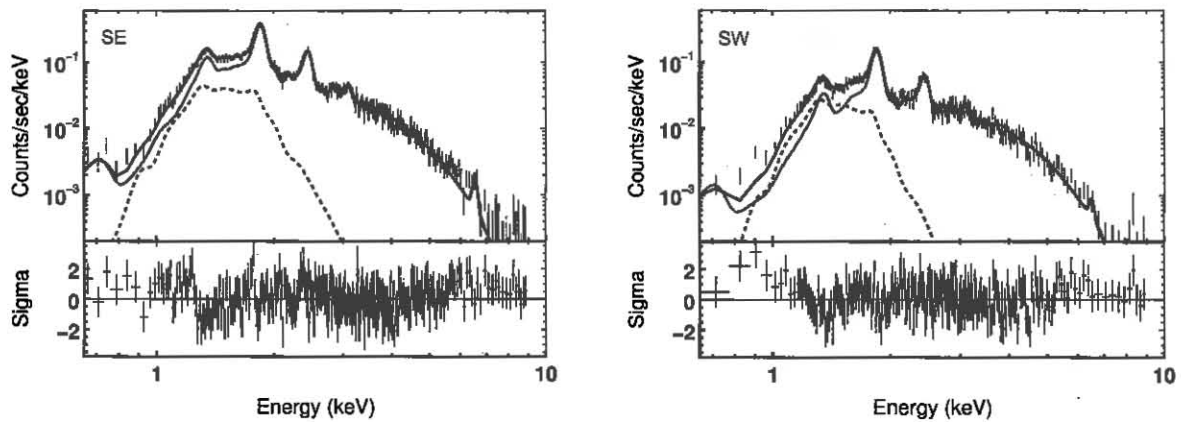 SE
Counts/sec/keV
10⁻¹
10⁻²
10⁻³
Sigma
2
0
−2
1
10
Energy (keV)
SW
Counts/sec/keV
10⁻¹
10⁻²
10⁻³
Sigma
2
0
−2
1
10
Energy (keV)